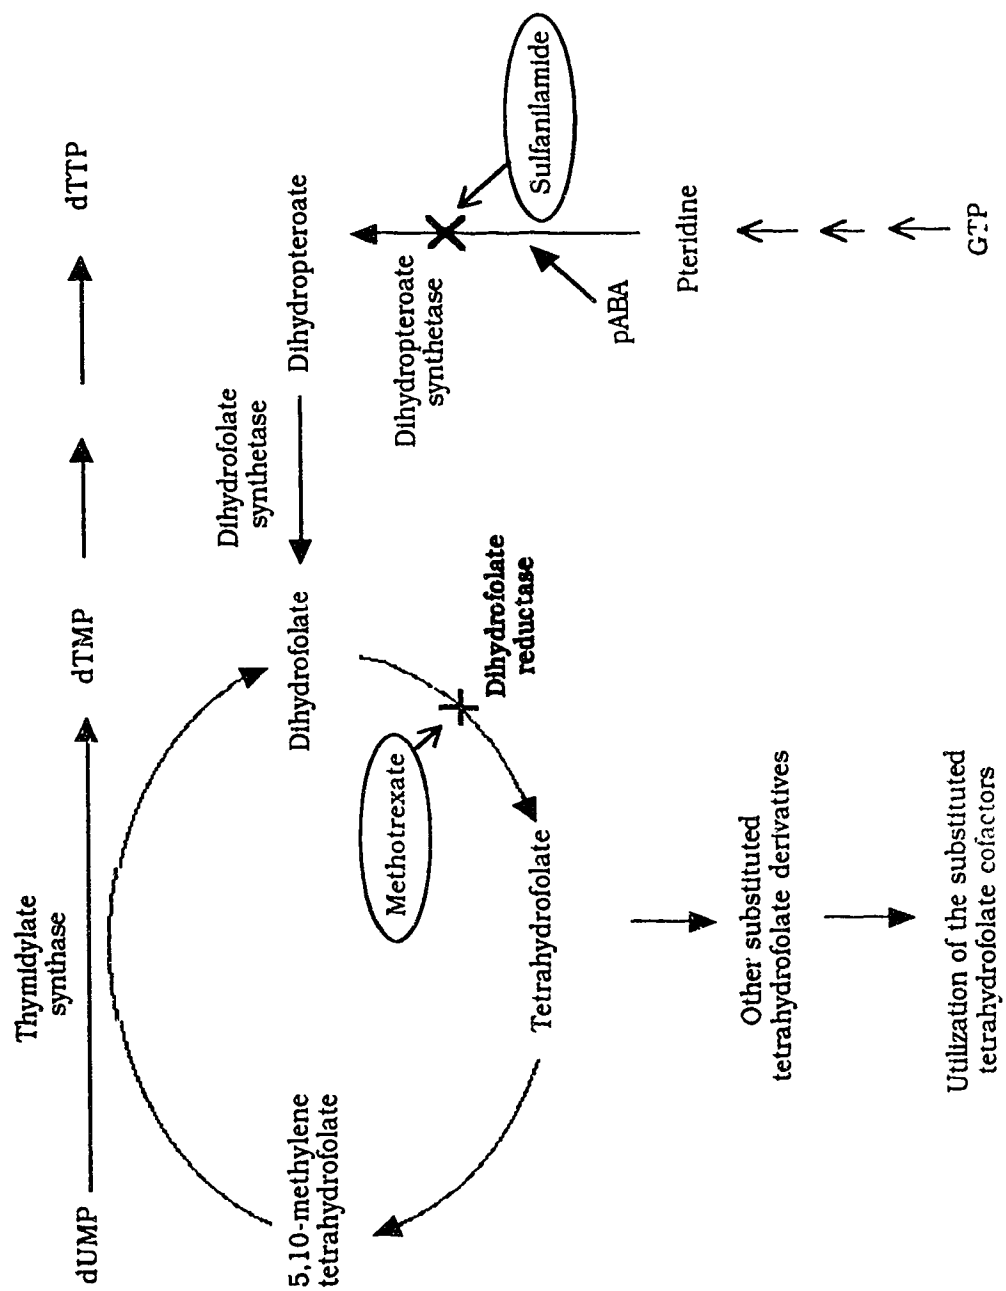 Thymidylate
synthase
dUMP
dTMP
dTTP
5,10-methylene
tetrahydrofolate
Dihydrofolate
Dihydrofolate
synthetase
Dihydropteroate
Methotrexate
Dihydrofolate
reductase
Dihydropteroate
synthetase
Sulfanilamide
Tetrahydrofolate
pABA
Pteridine
Other substituted
tetrahydrofolate derivatives
GTP
Utilization of the substituted
tetrahydrofolate cofactors